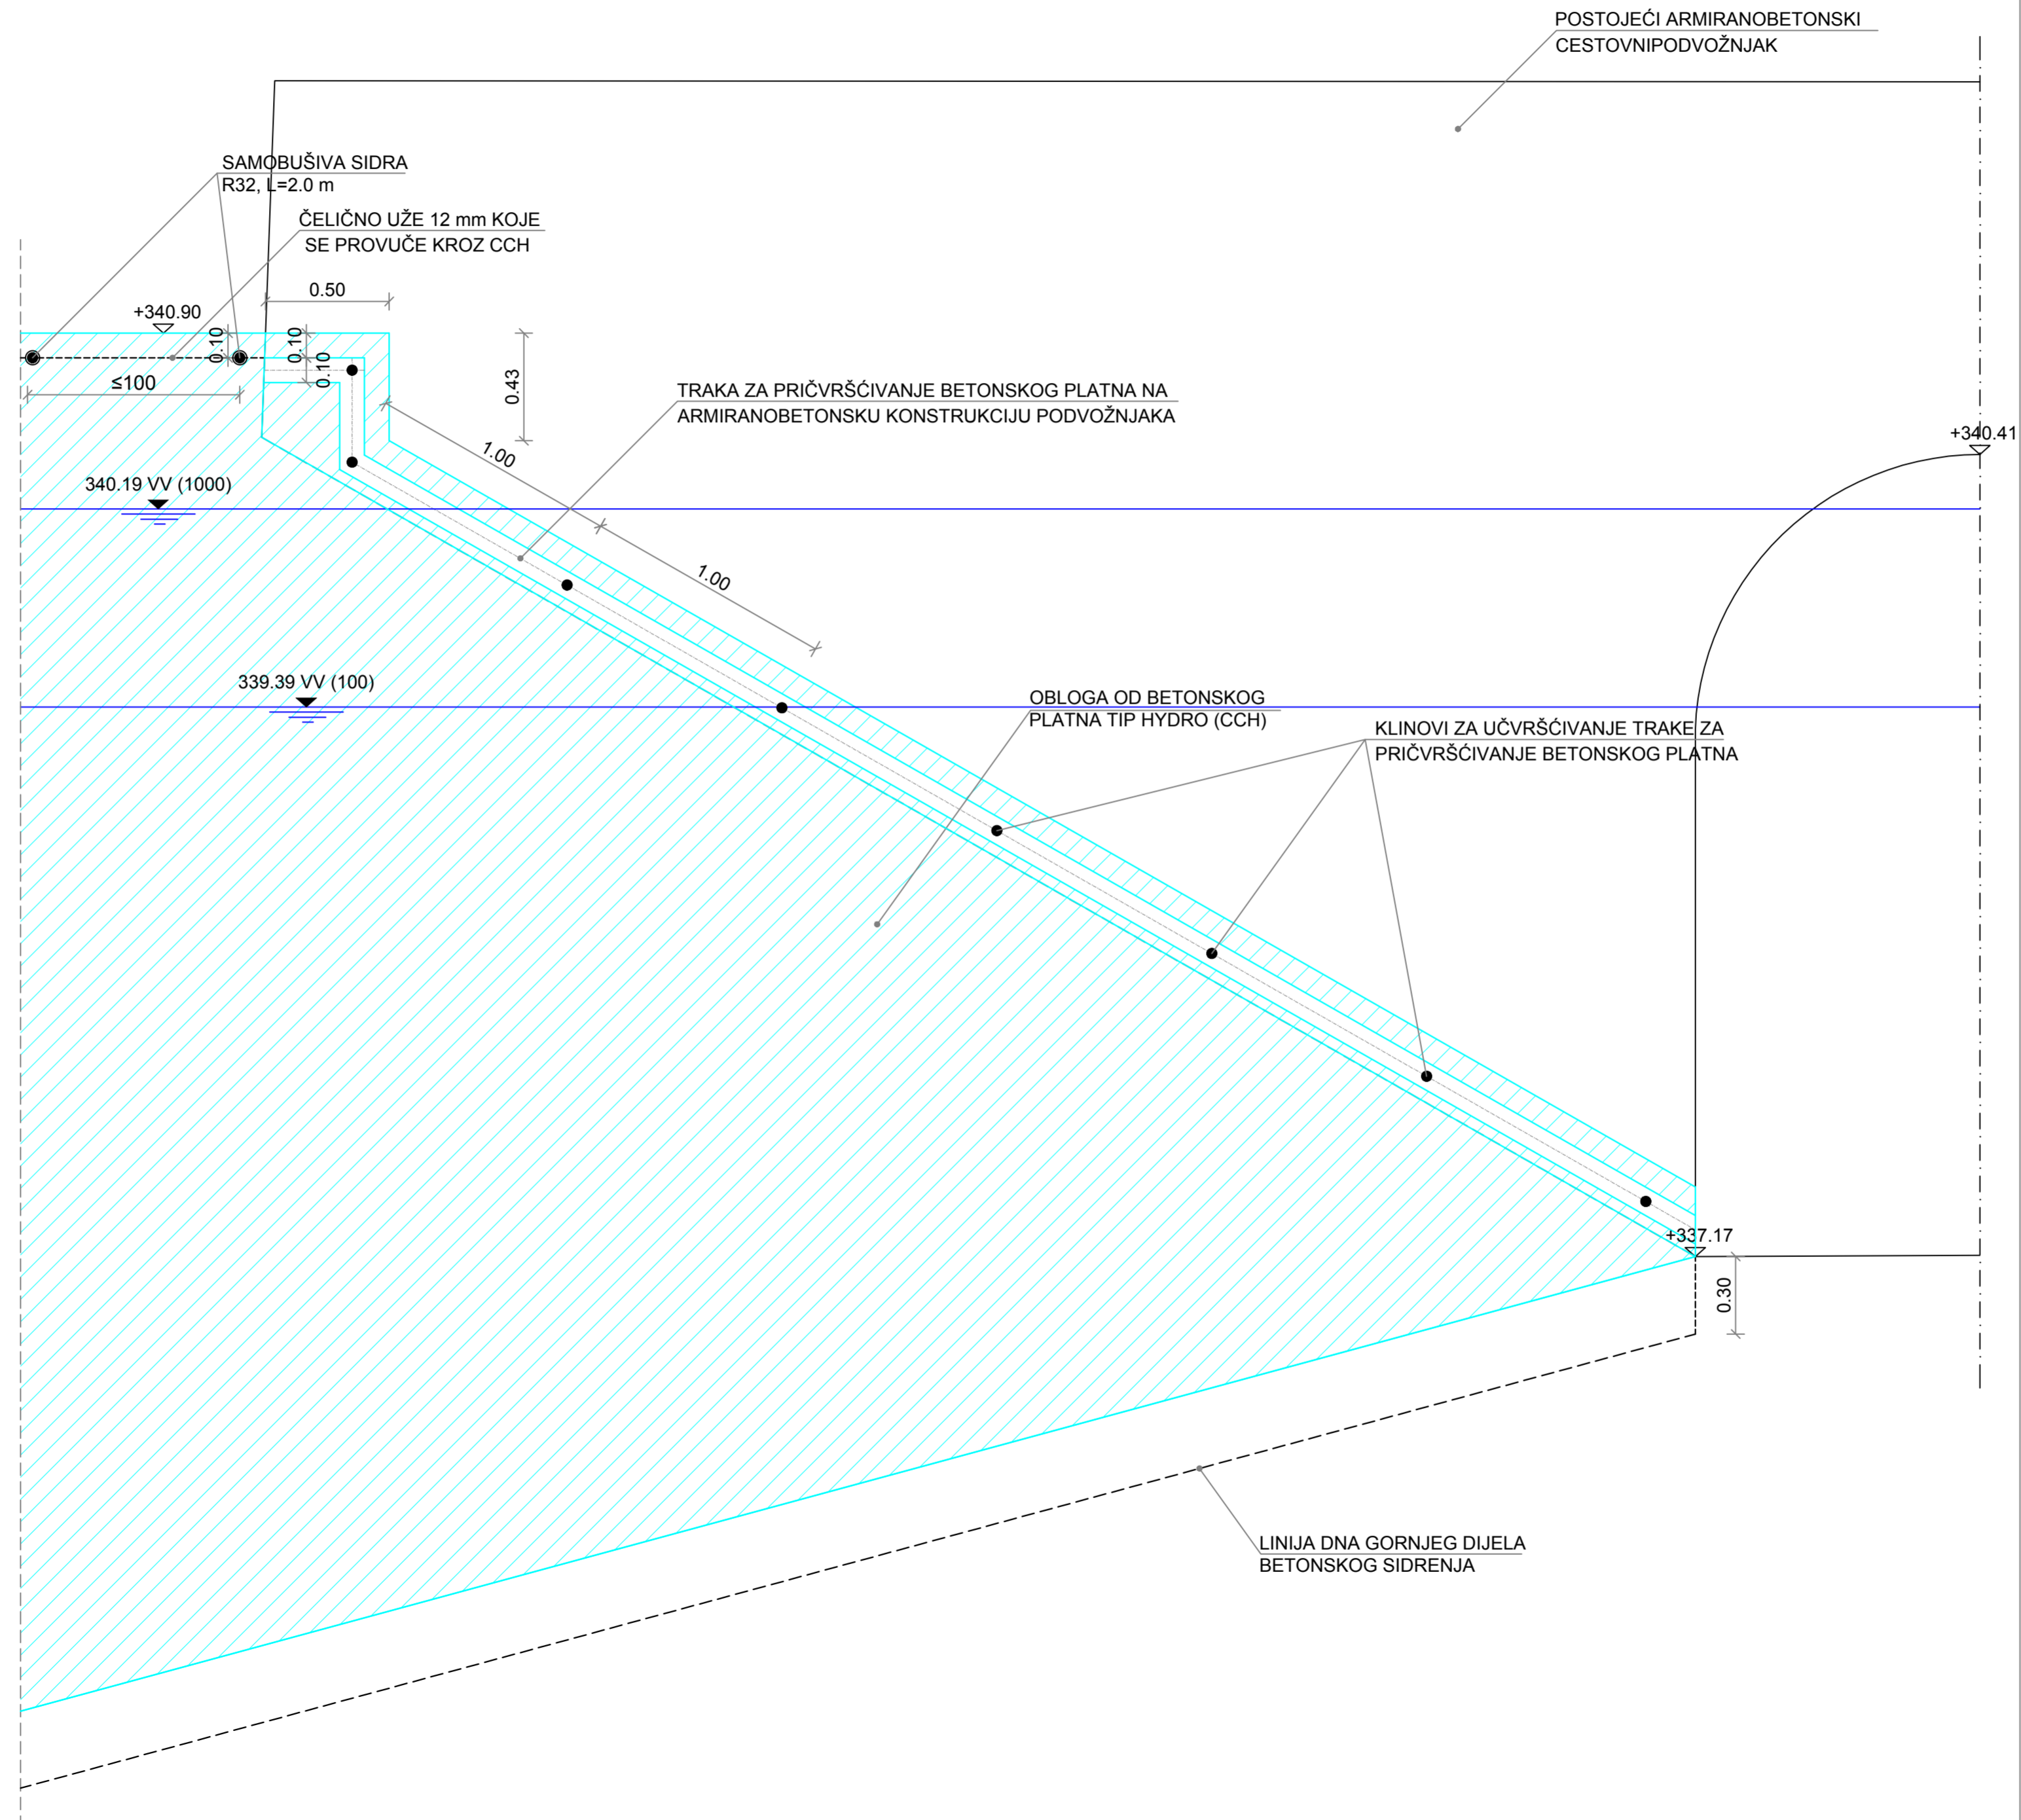 POSTOJEĆI ARMIRANOBETONSKI
CESTOVNIPODVOŽNJAK
SAMOBUŠIVA SIDRA
R32, L=2.0 m
ČELIČNO UŽE 12 mm KOJE
SE PROVUČE KROZ CCH
0.50
+340.90
0.10
0.10
0.10
≤100
0.43
TRAKA ZA PRIČVRŠĆIVANJE BETONSKOG PLATNA NA
ARMIRANOBETONSKU KONSTRUKCIJU PODVOŽNJAKA
+340.41
1.00
340.19 VV (1000)
1.00
339.39 VV (100)
OBLOGA OD BETONSKOG
PLATNA TIP HYDRO (CCH)
KLINOVI ZA UČVRŠĆIVANJE TRAKE ZA
PRIČVRŠĆIVANJE BETONSKOG PLATNA
+337.17
0.30
LINIJA DNA GORNJEG DIJELA
BETONSKOG SIDRENJA